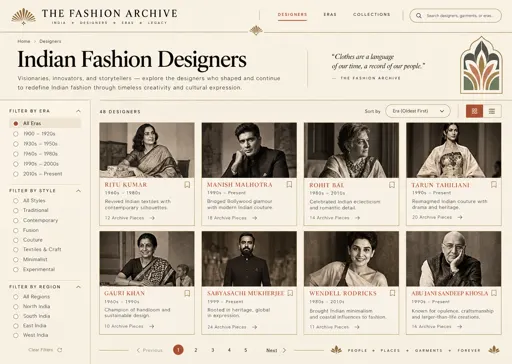 THE FASHION ARCHIVE
INDIA • DESIGNERS • ERAS • LEGACY
DESIGNERS
ERAS
COLLECTIONS
Search designers, garments, or eras...
Home › Designers
Indian Fashion Designers
Visionaries, innovators, and storytellers — explore the designers who shaped and continue
to redefine Indian fashion through timeless creativity and cultural expression.
“Clothes are a language
of our time, a record of our people.”
— THE FASHION ARCHIVE
FILTER BY ERA
All Eras
1900 – 1920s
1930s – 1950s
1960s – 1980s
1990s – 2000s
2010s – Present
FILTER BY STYLE
All Styles
Traditional
Contemporary
Fusion
Couture
Textiles & Craft
Minimalist
Experimental
FILTER BY REGION
All Regions
North India
South India
East India
West India
Clear Filters
48 DESIGNERS
Sort by
Era (Oldest First)
RITU KUMAR
1960s – 1980s
Revived Indian textiles with
contemporary silhouettes.
12 Archive Pieces →
MANISH MALHOTRA
1990s – Present
Bridged Bollywood glamour
with modern Indian couture.
18 Archive Pieces →
ROHIT BAL
1980s – 2010s
Celebrated Indian eclecticism
and romantic detail.
14 Archive Pieces →
TARUN TAHILIANI
1990s – Present
Reimagined Indian couture with
drama and heritage.
20 Archive Pieces →
GAURI KHAN
1960s – 1990s
Champion of handloom and
sustainable design.
10 Archive Pieces →
SABYASACHI MUKHERJEE
1999 – Present
Rooted in heritage, global
in expression.
24 Archive Pieces →
WENDELL RODRICKS
1980s – 2010s
Brought Indian minimalism
and coastal influences to fashion.
11 Archive Pieces →
ABU JANI SANDEEP KHOSLA
1980s – Present
Known for opulence, craftsmanship
and larger-than-life creations.
16 Archive Pieces →
‹ Previous
1
2
3
4
5
Next ›
PEOPLE • PLACES • GARMENTS • FOREVER